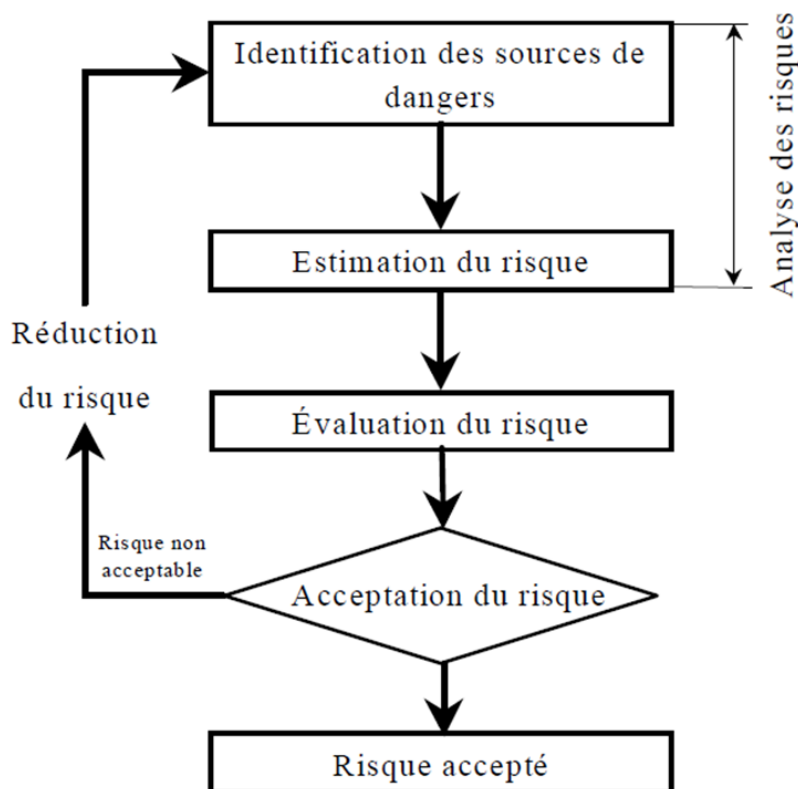 Identification des sources de
dangers
Analyse des risques
Estimation du risque
Réduction
du risque
Évaluation du risque
Risque non
acceptable
Acceptation du risque
Risque accepté